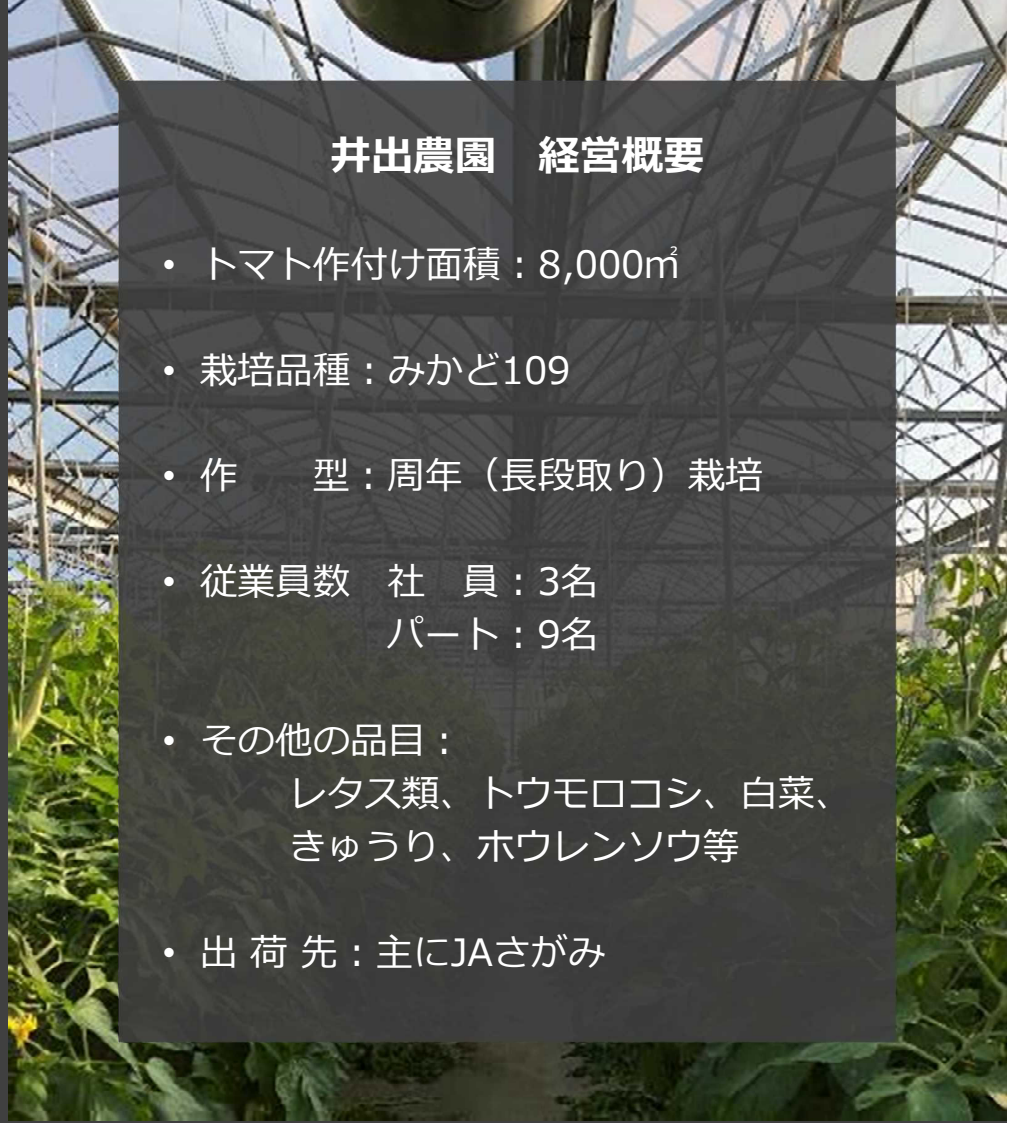 井出農園　経営概要
• トマト作付け面積：8,000㎡
• 栽培品種：みかど109
• 作　　型：周年（長段取り）栽培
• 従業員数　社　員：3名
パート：9名
• その他の品目：
レタス類、トウモロコシ、白菜、
きゅうり、ホウレンソウ等
• 出 荷 先：主にJAさがみ